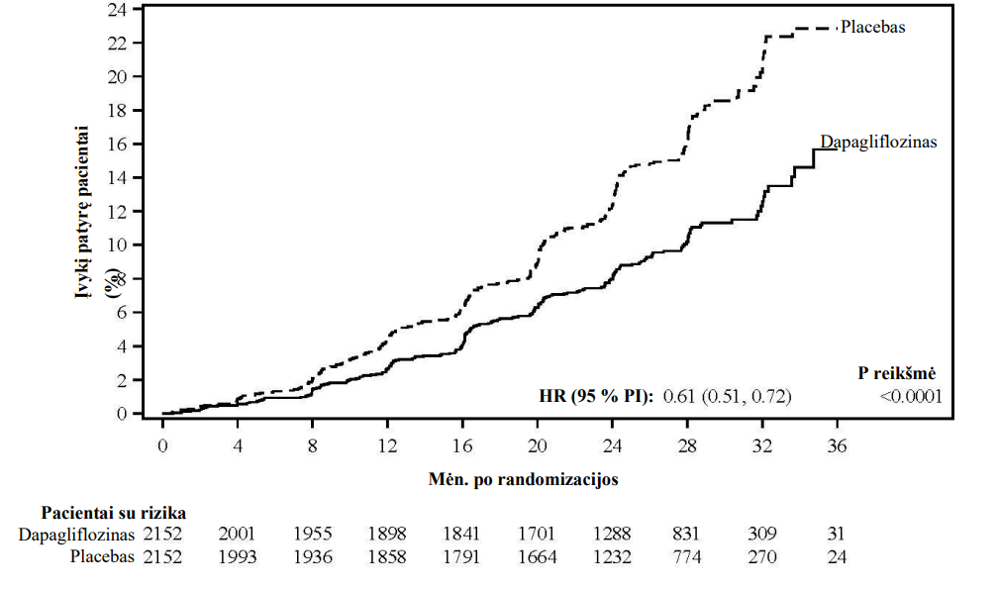 24
22
20
18
16
14
12
10
8
6
4
2
0
Įvykį patyrę pacientai
(%)
Placebas
Dapagliflozinas
P reikšmė
HR (95 % PI): 0.61 (0.51, 0.72) <0.0001
0 4 8 12 16 20 24 28 32 36
Mėn. po randomizacijos
Pacientai su rizika
Dapagliflozinas 2152 2001 1955 1898 1841 1701 1288 831 309 31
Placebas 2152 1993 1936 1858 1791 1664 1232 774 270 24